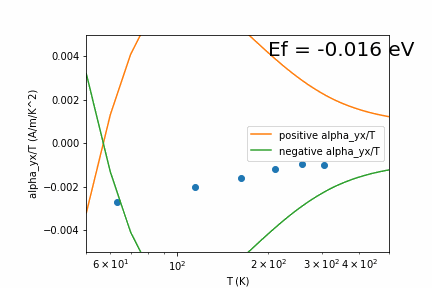 Ef = -0.016 eV
0.004
0.002
0.000
−0.002
−0.004
alpha_yx/T (A/m/K^2)
positive alpha_yx/T
negative alpha_yx/T
6 × 10¹ 10² 2 × 10² 3 × 10² 4 × 10²
T (K)